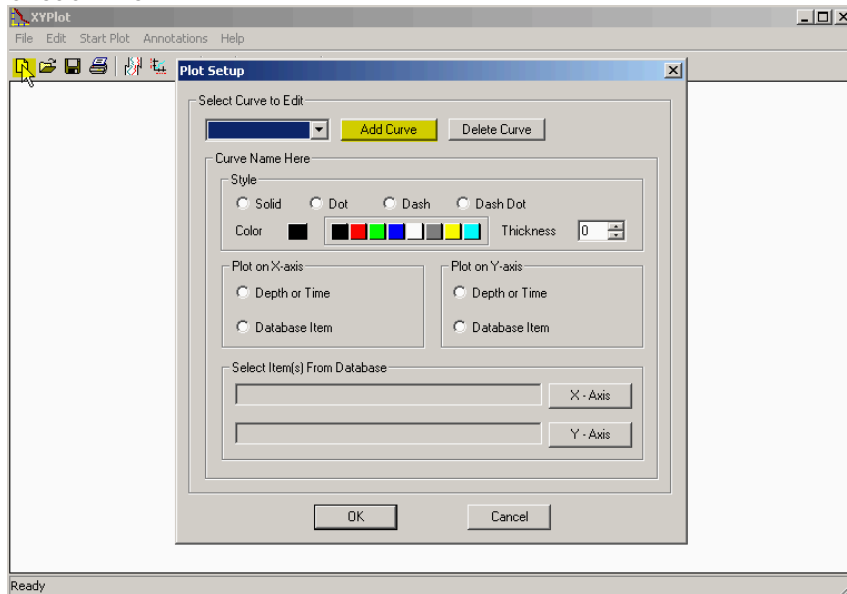 XYPlot
File Edit Start Plot Annotations Help
Plot Setup
Select Curve to Edit
Add Curve Delete Curve
Curve Name Here
Style
Solid Dot Dash Dash Dot
Color Thickness 0
Plot on X-axis Plot on Y-axis
Depth or Time Depth or Time
Database Item Database Item
Select Item(s) From Database
X - Axis
Y - Axis
OK Cancel
Ready